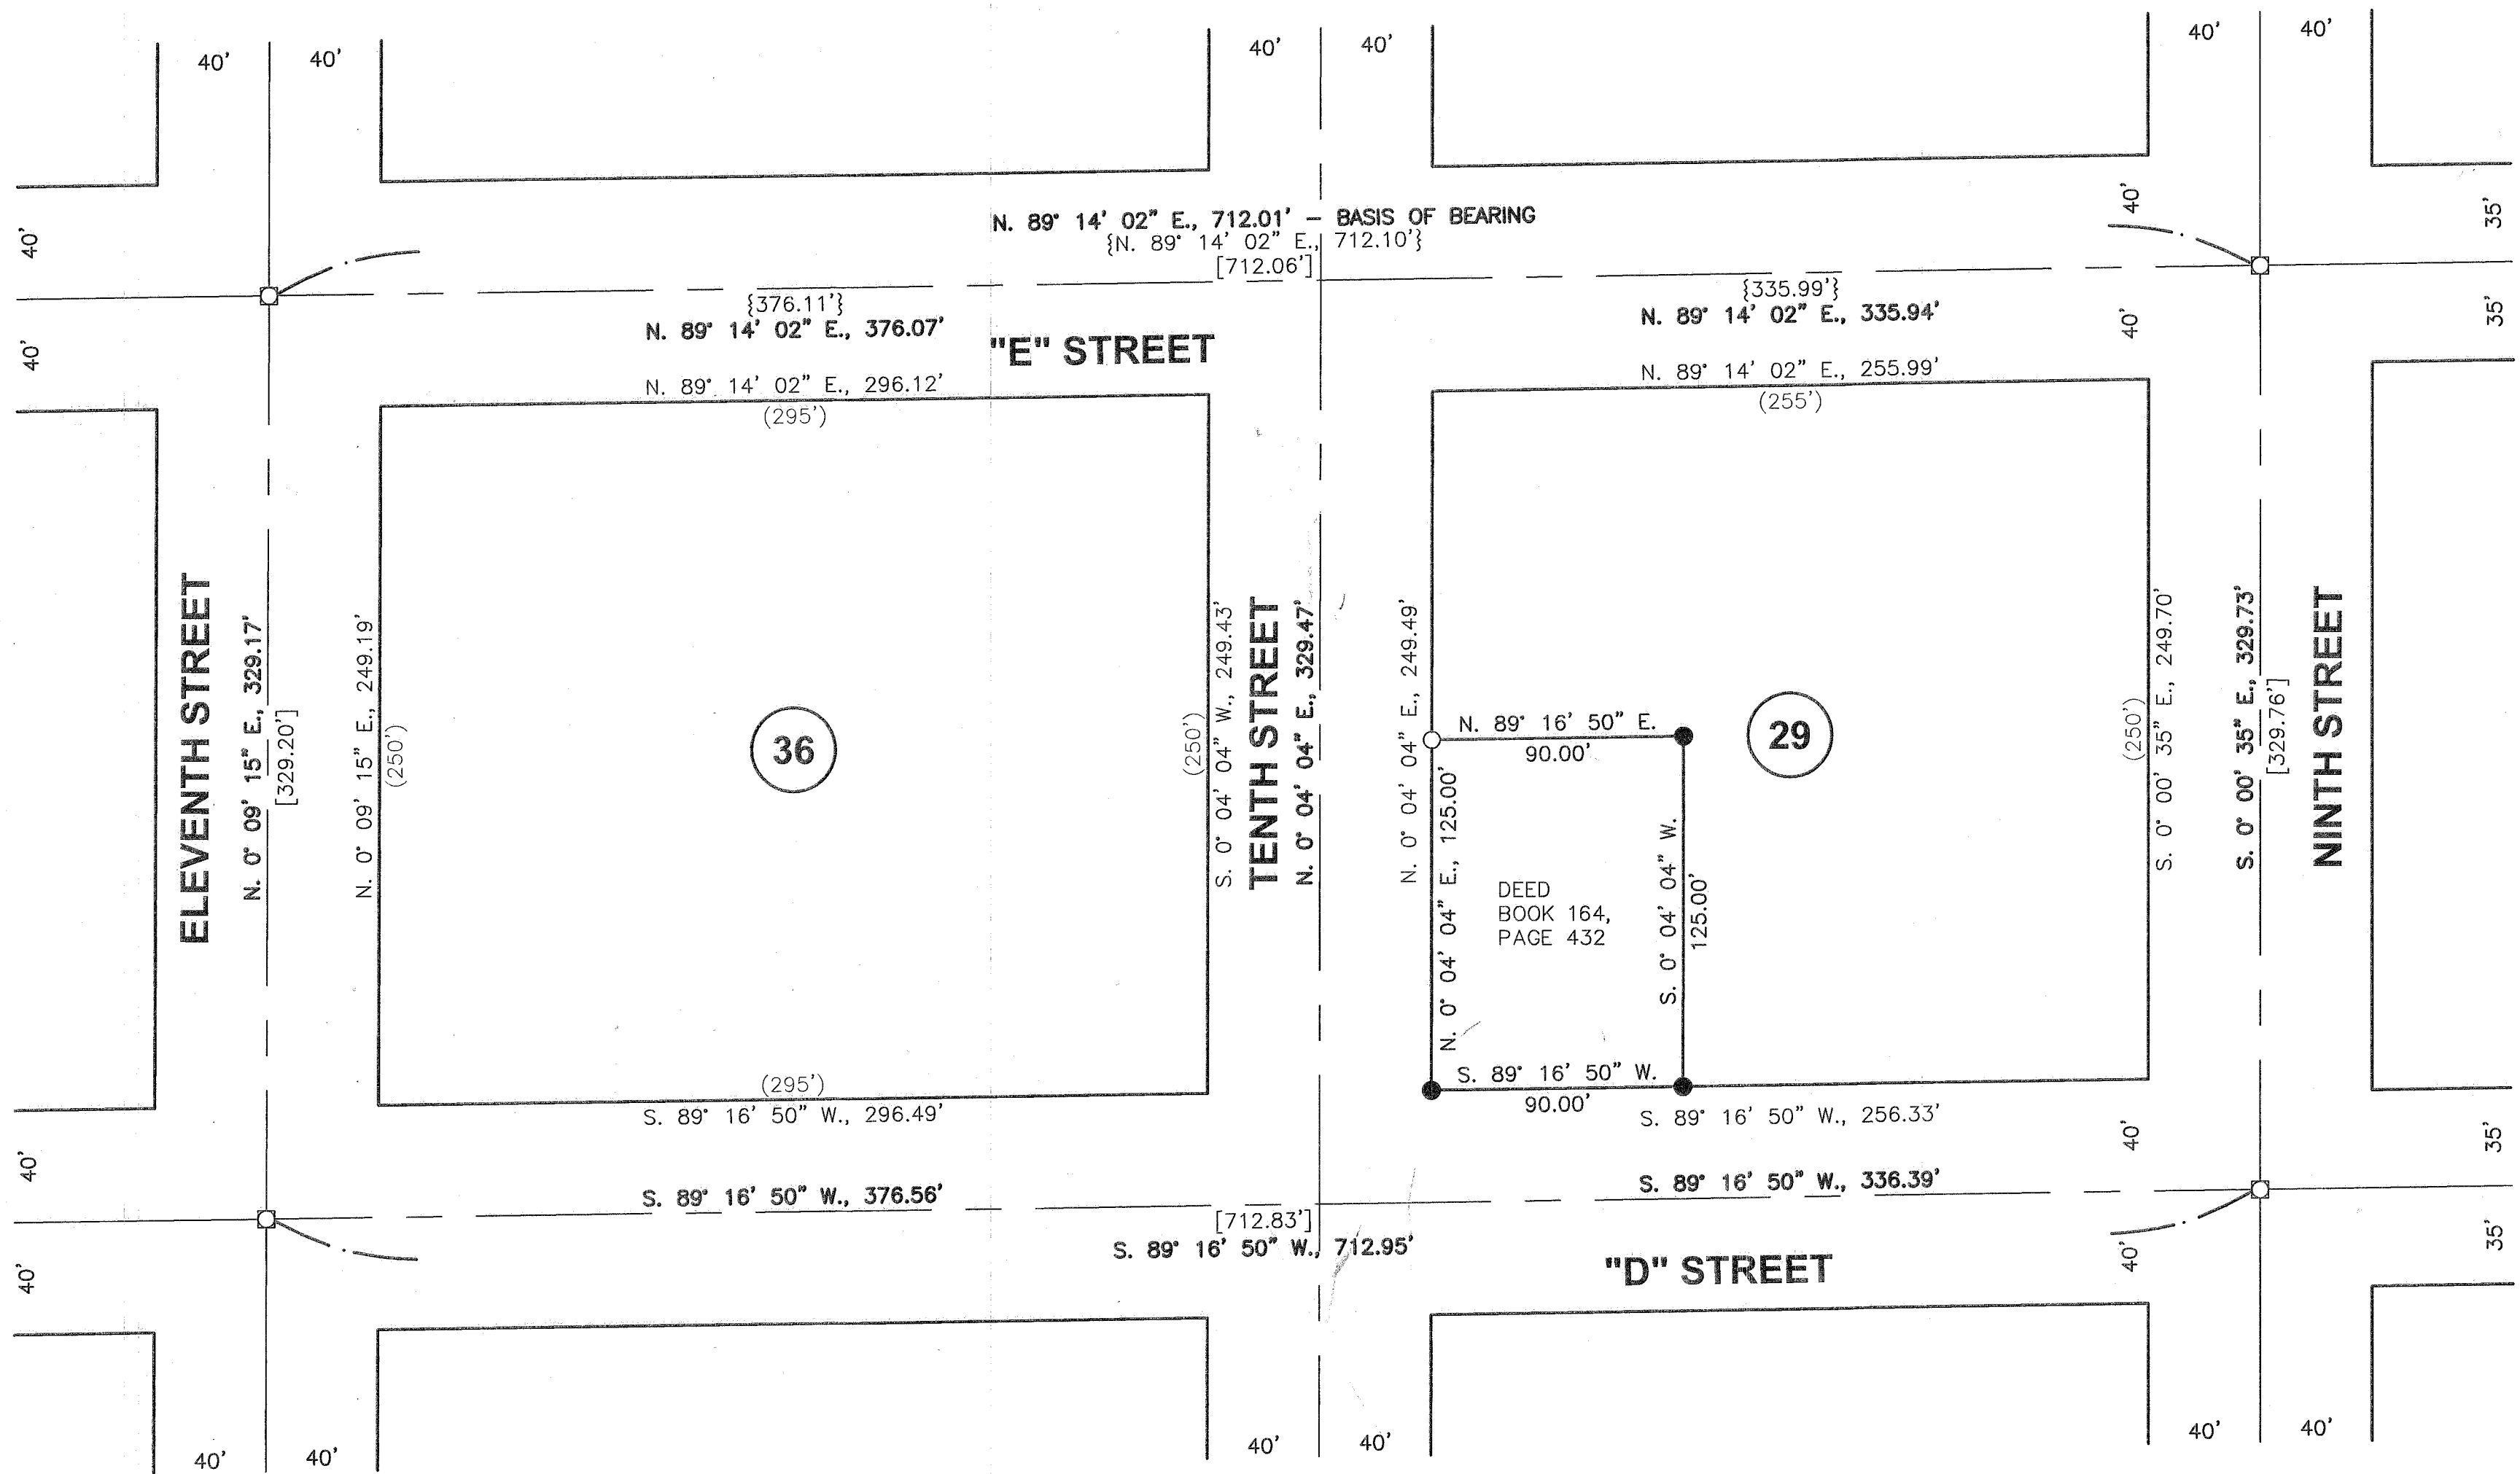 40'
40'
40'
40'
40'
40'
40'
40'
35'
N. 89° 14' 02" E., 712.01' – BASIS OF BEARING
{N. 89° 14' 02" E., 712.10'}
[712.06']
{376.11'}
N. 89° 14' 02" E., 376.07'
{335.99'}
N. 89° 14' 02" E., 335.94'
40'
40'
35'
"E" STREET
N. 89° 14' 02" E., 296.12'
(295')
N. 89° 14' 02" E., 255.99'
(255')
ELEVENTH STREET
N. 0° 09' 15" E., 329.17'
[329.20']
N. 0° 09' 15" E., 249.19'
(250')
36
(250')
S. 0° 04' 04" W., 249.43'
TENTH STREET
N. 0° 04' 04" E., 329.47'
N. 0° 04' 04" E., 249.49'
N. 89° 16' 50" E.
90.00'
29
N. 0° 04' 04" E., 125.00'
DEED
BOOK 164,
PAGE 432
S. 0° 04' 04" W.
125.00'
(250')
S. 0° 00' 35" E., 249.70'
S. 0° 00' 35" E., 329.73'
[329.76']
NINTH STREET
S. 89° 16' 50" W.
90.00'
(295')
S. 89° 16' 50" W., 296.49'
S. 89° 16' 50" W., 256.33'
40'
40'
35'
S. 89° 16' 50" W., 376.56'
S. 89° 16' 50" W., 336.39'
[712.83']
S. 89° 16' 50" W., 712.95'
40'
40'
35'
"D" STREET
40'
40'
40'
40'
40'
40'